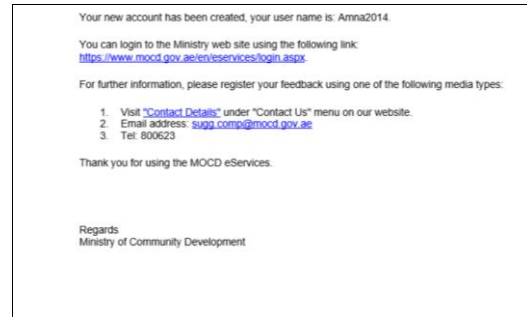 Your new account has been created, your user name is: Amna2014.
You can login to the Ministry web site using the following link:
https://www.mocd.gov.ae/en/eservices/login.aspx.
For further information, please register your feedback using one of the following media types:
1. Visit "Contact Details" under "Contact Us" menu on our website.
2. Email address: sugg.comp@mocd.gov.ae
3. Tel: 800623
Thank you for using the MOCD eServices.
Regards
Ministry of Community Development